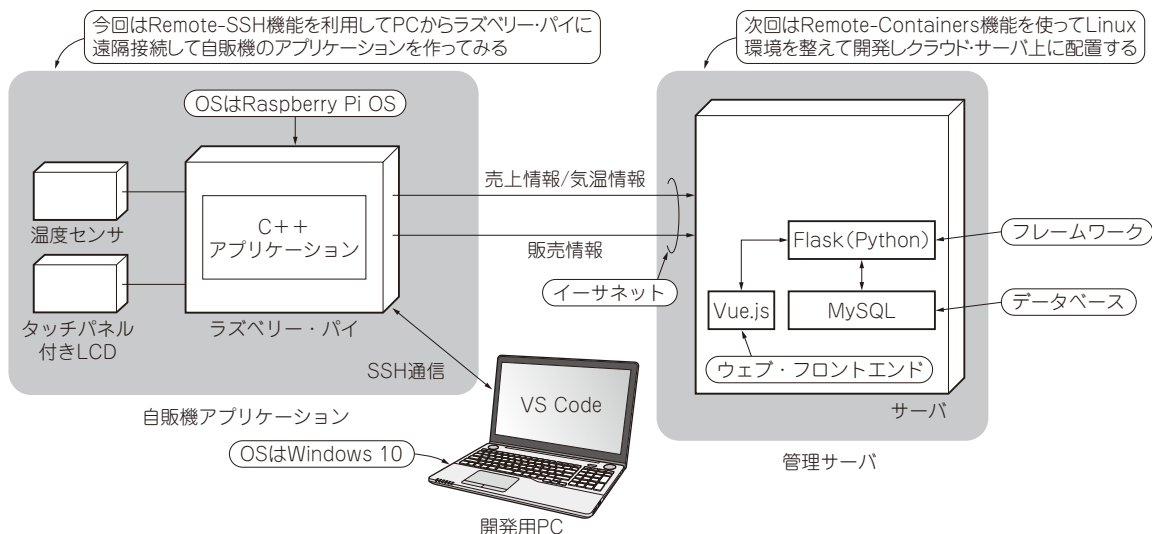 今回はRemote-SSH機能を利用してPCからラズベリー・パイに
遠隔接続して自販機のアプリケーションを作ってみる
次回はRemote-Containers機能を使ってLinux
環境を整えて開発しクラウド・サーバ上に配置する
OSはRaspberry Pi OS
温度センサ
タッチパネル
付きLCD
C++
アプリケーション
ラズベリー・パイ
売上情報/気温情報
販売情報
イーサネット
Flask(Python)
フレームワーク
Vue.js
MySQL
データベース
ウェブ・フロントエンド
サーバ
SSH通信
自販機アプリケーション
VS Code
OSはWindows 10
管理サーバ
開発用PC